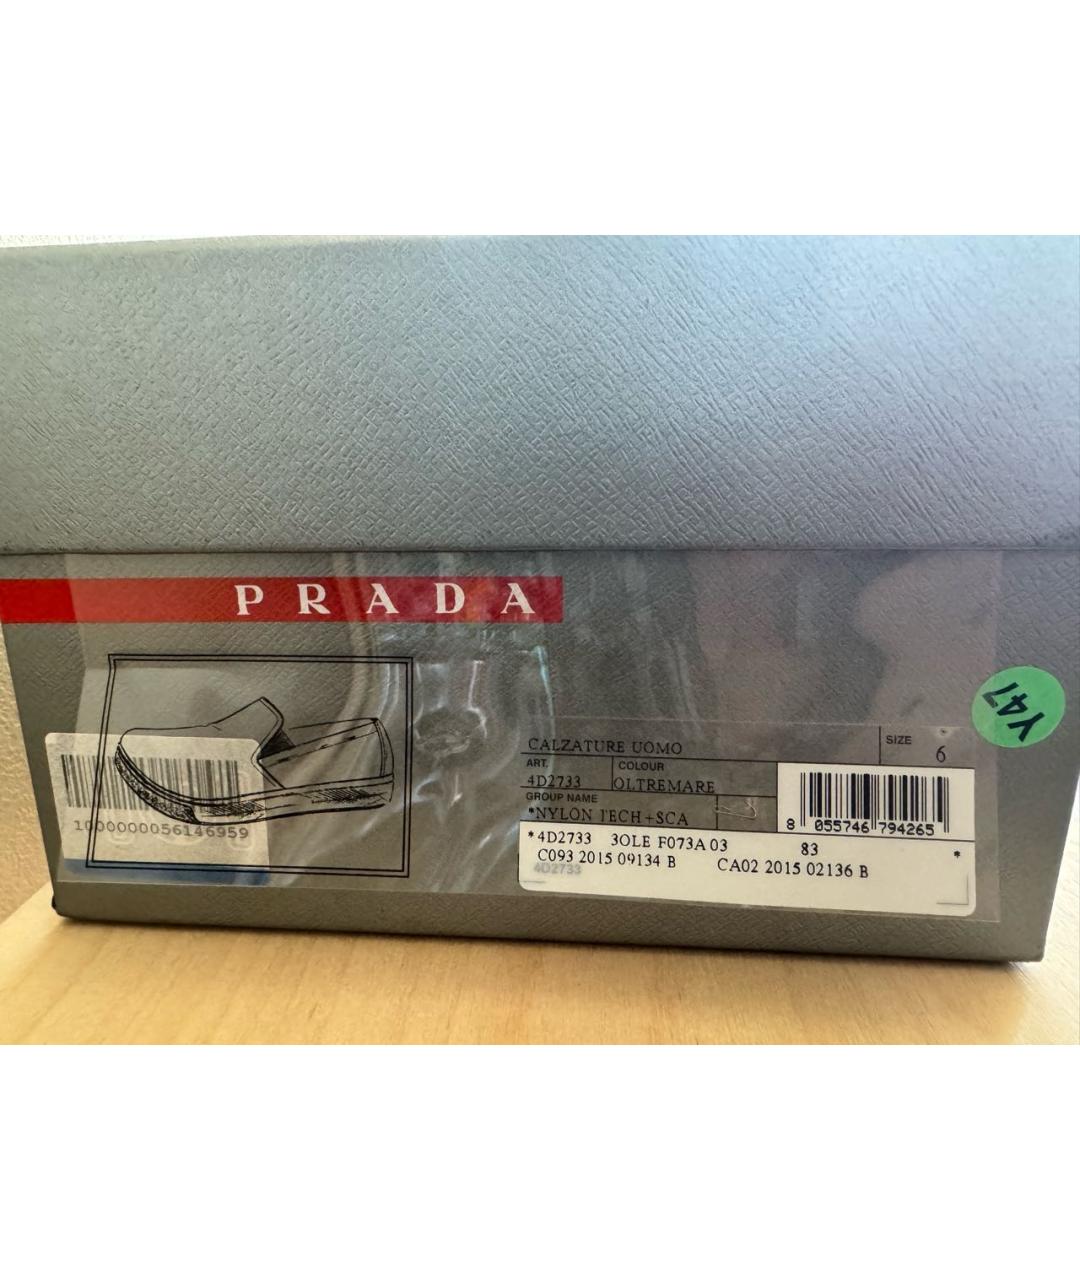 PRADA
Y47
CALZATURE UOMO
SIZE
6
ART.
4D2733
COLOUR
OLTREMARE
GROUP NAME
*NYLON TECH+SCA
8 055746 794265
*4D2733 3OLE F073A 03 83 *
C093 2015 09134 B CA02 2015 02136 B
4D2733
1000000056146959